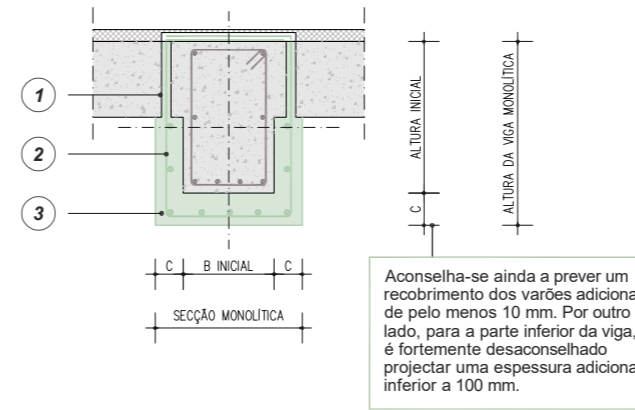 1
2
3
ALTURA INICIAL
C
ALTURA DA VIGA MONOLÍTICA
C
B INICIAL
C
SECÇÃO MONOLÍTICA
Aconselha-se ainda a prever um
recobrimento dos varões adiciona
de pelo menos 10 mm. Por outro
lado, para a parte inferior da viga,
é fortemente desaconselhado
projectar uma espessura adiciona
inferior a 100 mm.